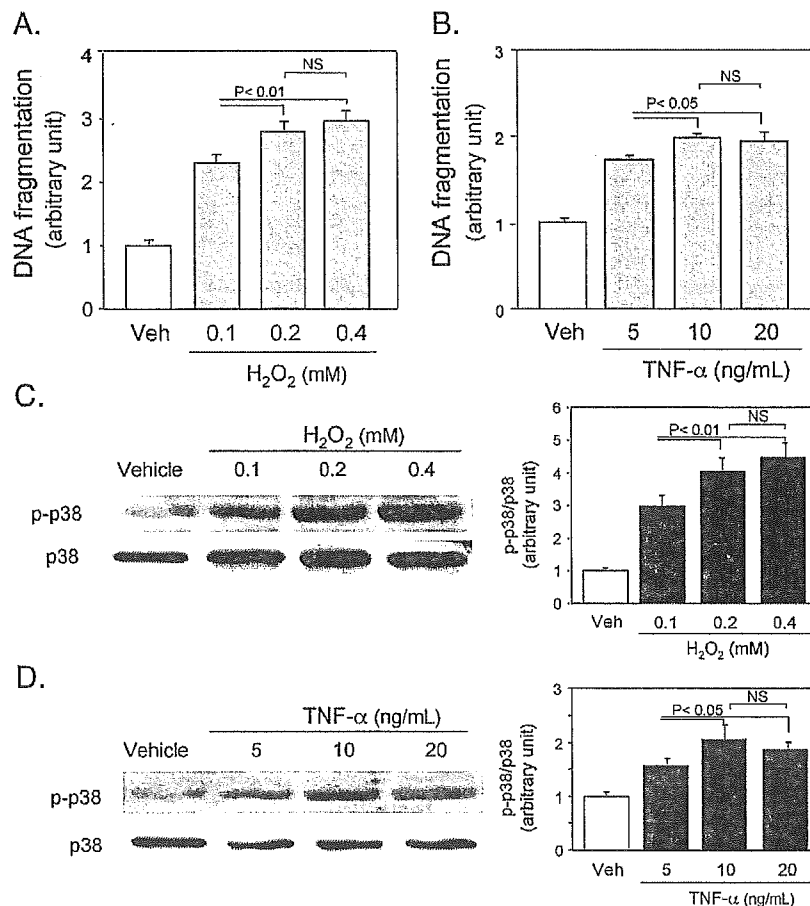 A.
DNA fragmentation
(arbitrary unit)
4
3
2
1
0
NS
P< 0.01
Veh
0.1
0.2
0.4
H₂O₂ (mM)
B.
DNA fragmentation
(arbitrary unit)
3
2
1
0
NS
P< 0.05
Veh
5
10
20
TNF-α (ng/mL)
C.
H₂O₂ (mM)
Vehicle
0.1
0.2
0.4
p-p38
p38
p-p38/p38
(arbitrary unit)
6
5
4
3
2
1
0
NS
P< 0.01
Veh
0.1
0.2
0.4
H₂O₂ (mM)
D.
TNF-α (ng/mL)
Vehicle
5
10
20
p-p38
p38
p-p38/p38
(arbitrary unit)
3
2
1
0
NS
P< 0.05
Veh
5
10
20
TNF-α (ng/mL)